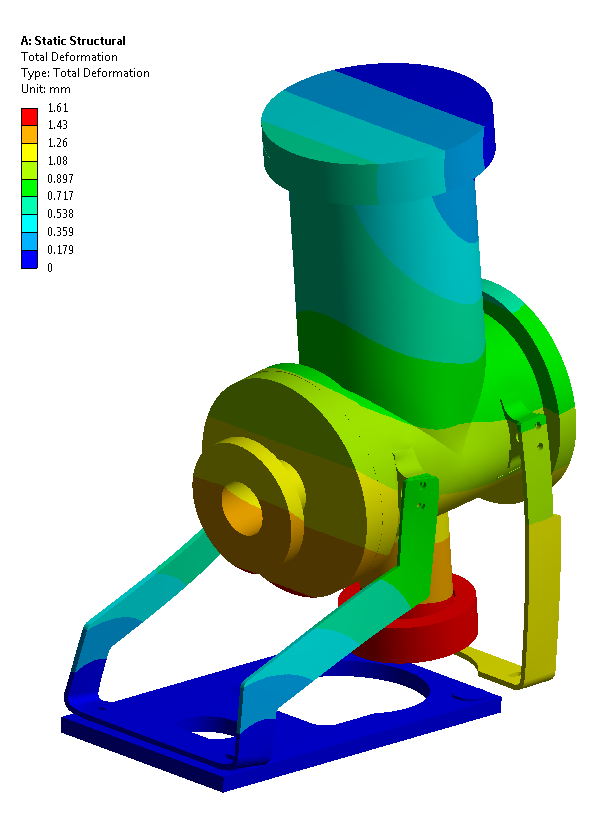 A: Static Structural
Total Deformation
Type: Total Deformation
Unit: mm
1.61
1.43
1.26
1.08
0.897
0.717
0.538
0.359
0.179
0